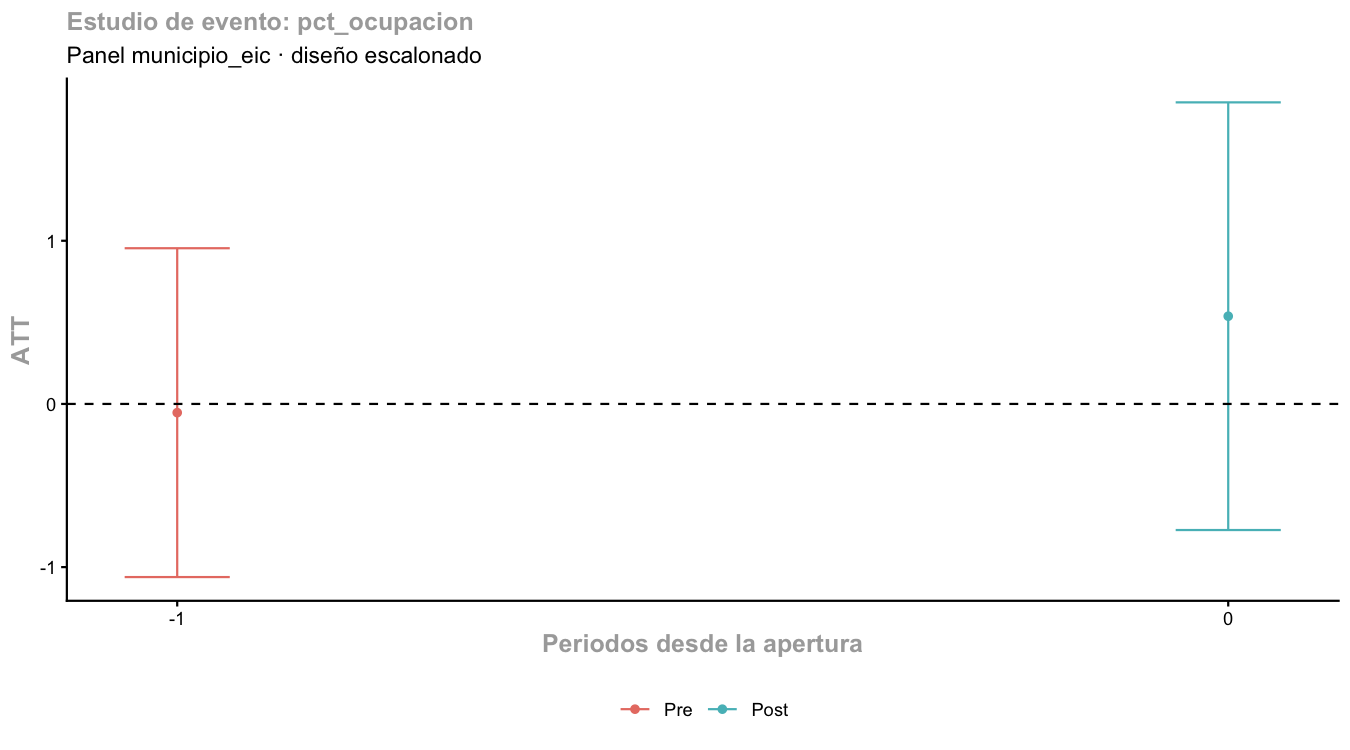 Estudio de evento: pct_ocupacion
Panel municipio_eic · diseño escalonado
ATT
1
0
-1
-1
0
Periodos desde la apertura
Pre
Post